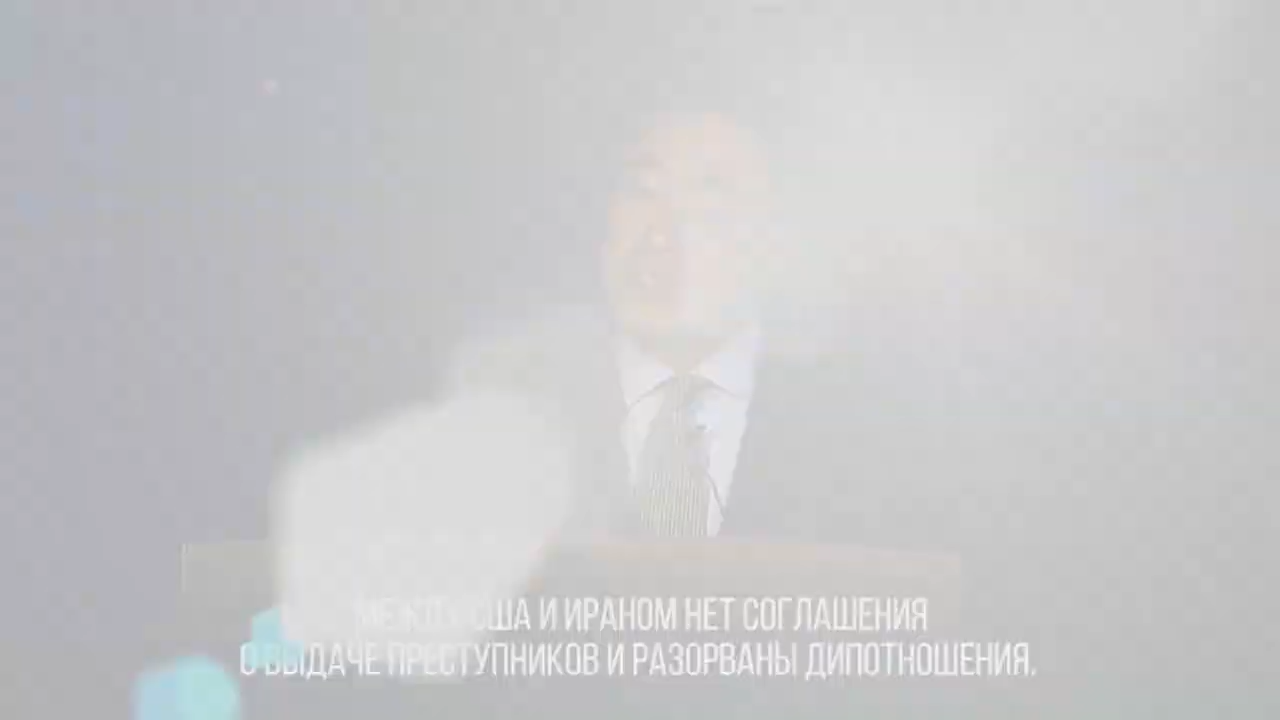 МЕЖДУ США И ИРАНОМ НЕТ СОГЛАШЕНИЯ
О ВЫДАЧЕ ПРЕСТУПНИКОВ И РАЗОРВАНЫ ДИПОТНОШЕНИЯ.